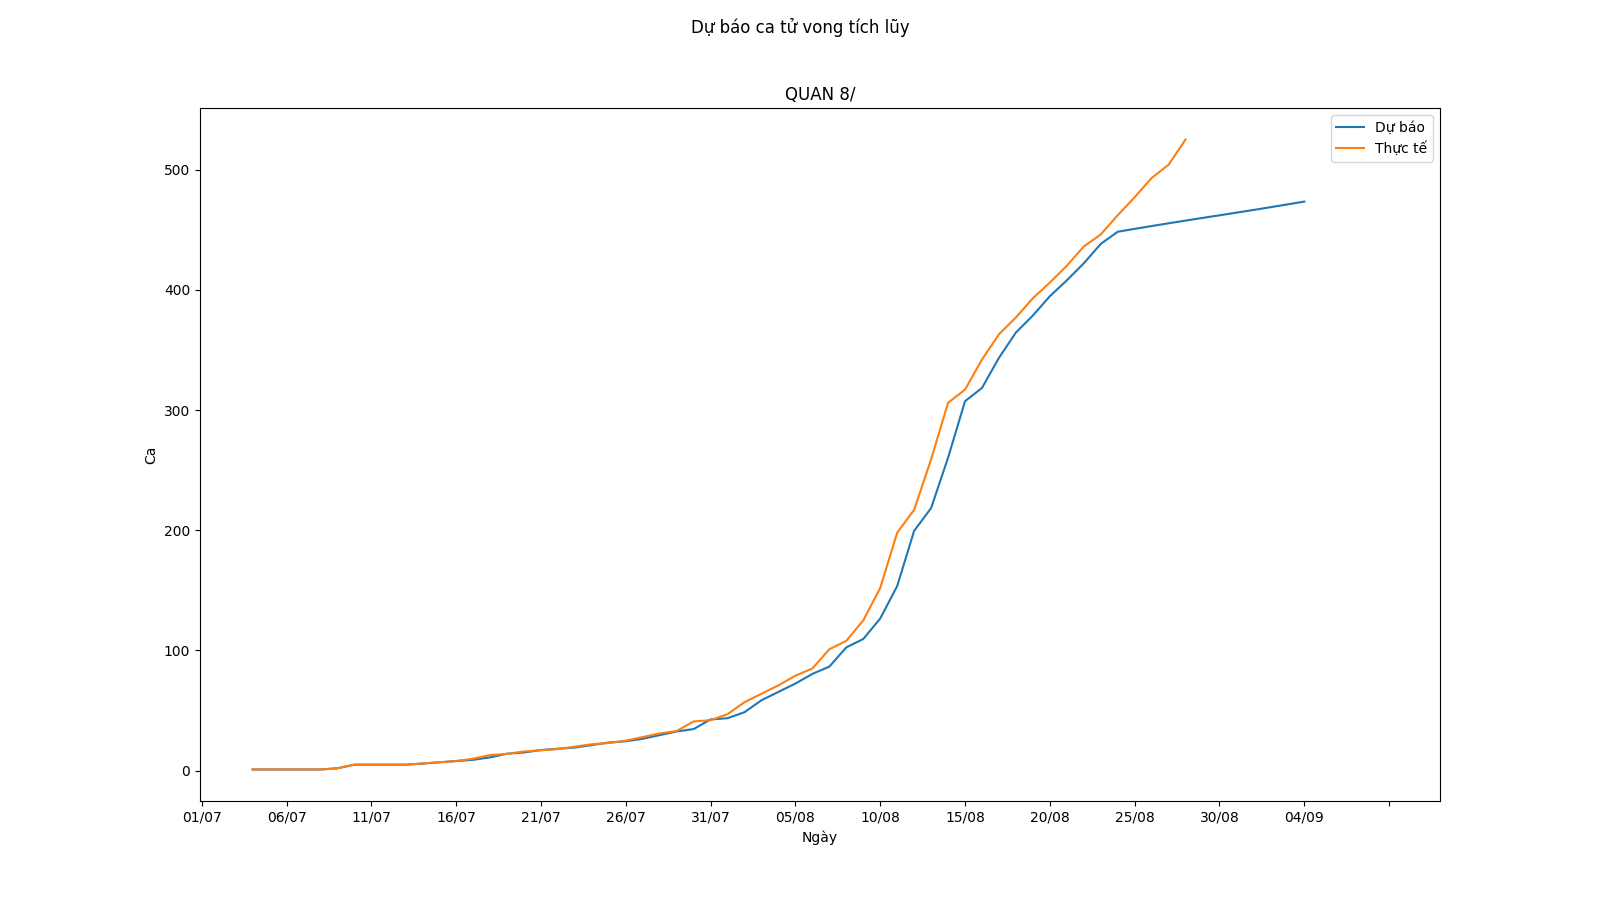 Dự báo ca tử vong tích lũy
QUAN 8/
Dự báo
Thực tế
500
400
300
200
100
0
Ca
01/07 06/07 11/07 16/07 21/07 26/07 31/07 05/08 10/08 15/08 20/08 25/08 30/08 04/09
Ngày